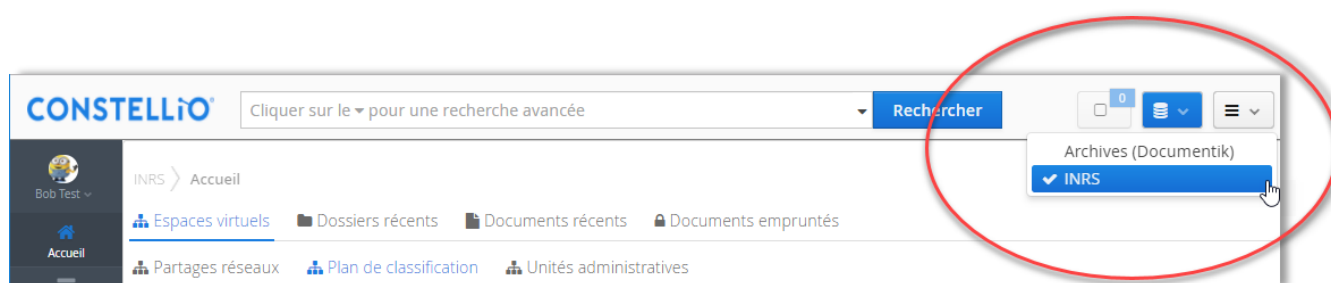 CONSTELLiO
Cliquer sur le ▾ pour une recherche avancée
Rechercher
0
Archives (Documentik)
INRS
Bob Test
INRS > Accueil
Espaces virtuels Dossiers récents Documents récents Documents empruntés
Accueil
Partages réseaux Plan de classification Unités administratives